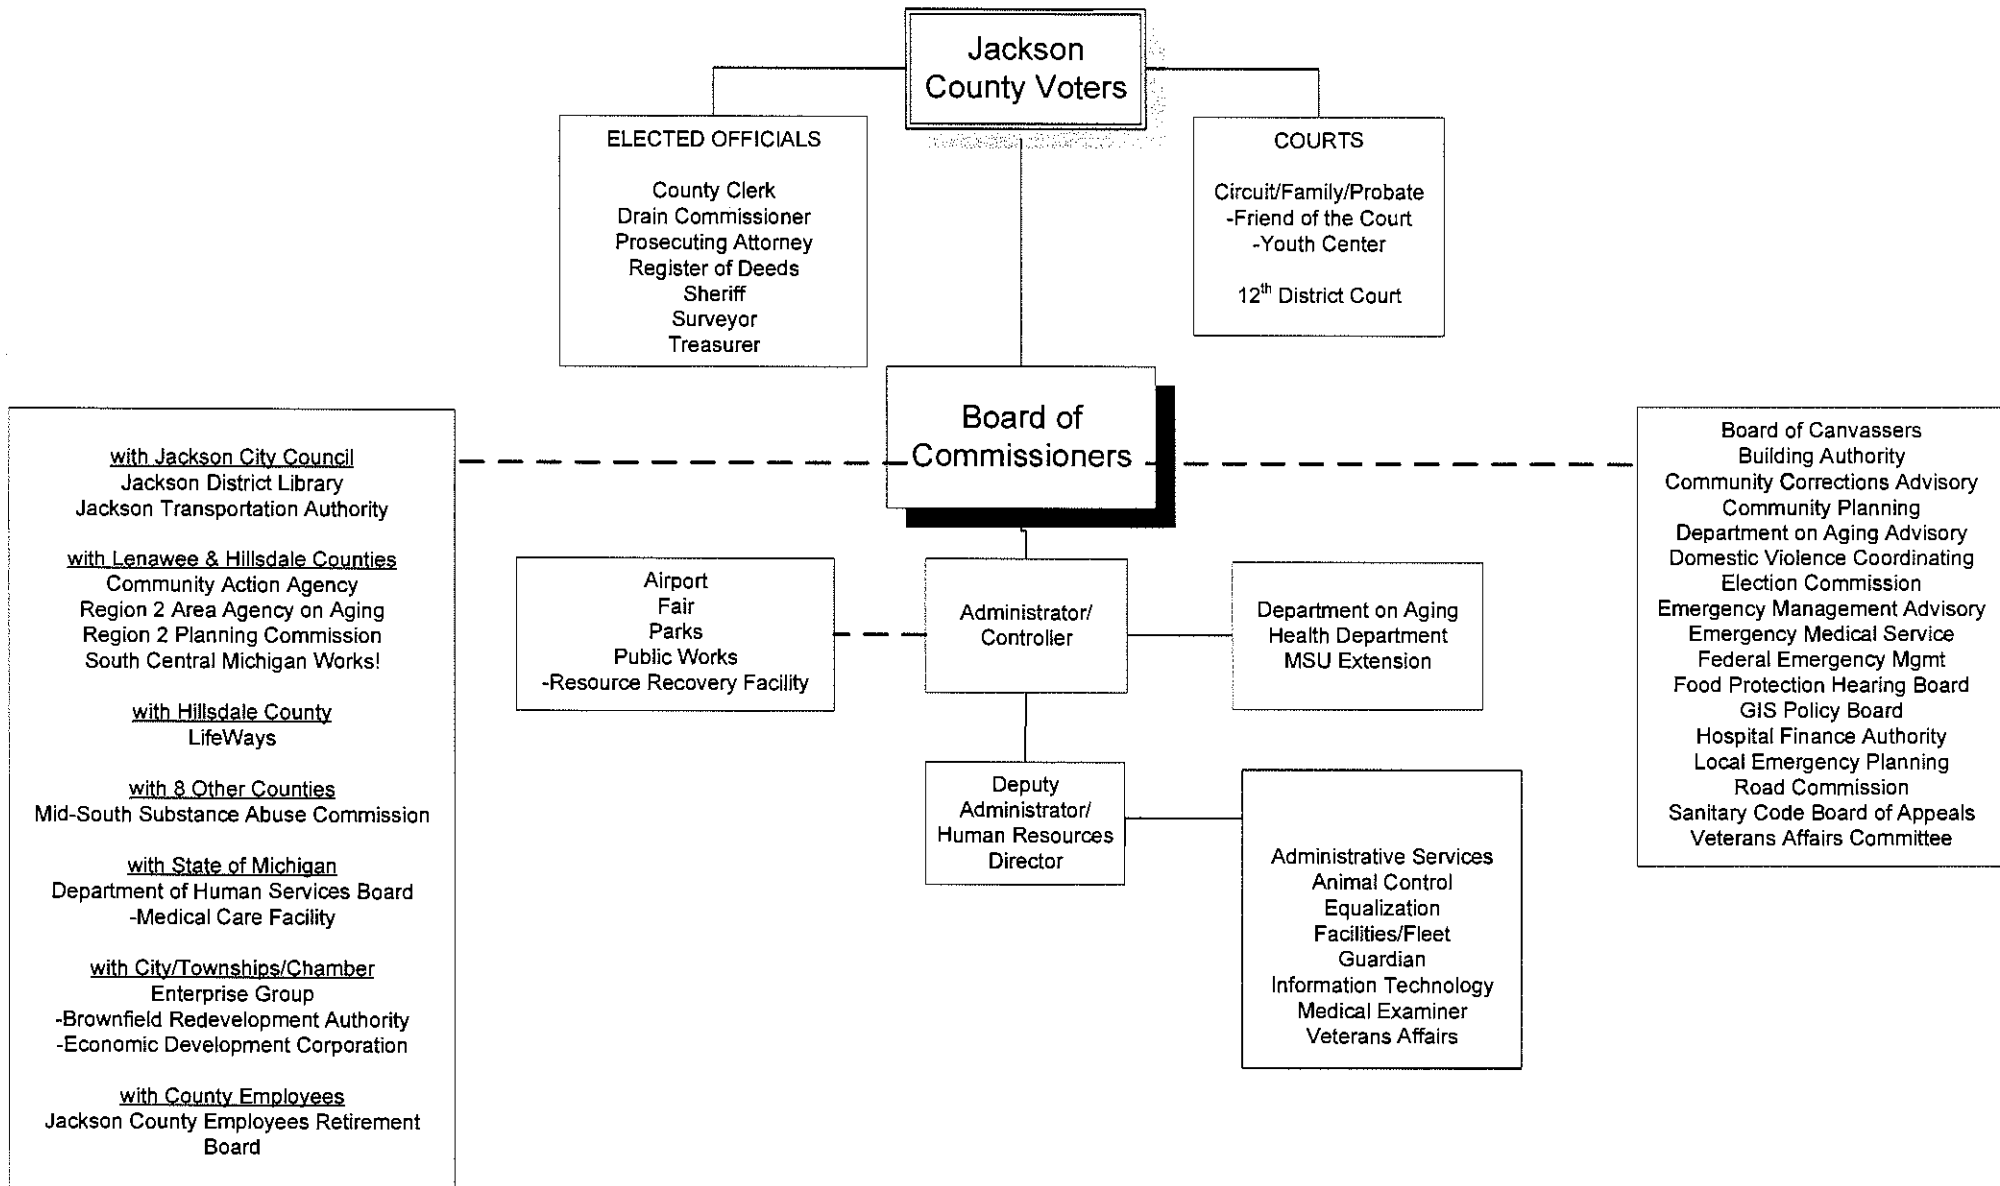 Jackson
County Voters
ELECTED OFFICIALS
County Clerk
Drain Commissioner
Prosecuting Attorney
Register of Deeds
Sheriff
Surveyor
Treasurer
COURTS
Circuit/Family/Probate
-Friend of the Court
-Youth Center
12th District Court
Board of
Commissioners
with Jackson City Council
Jackson District Library
Jackson Transportation Authority
with Lenawee & Hillsdale Counties
Community Action Agency
Region 2 Area Agency on Aging
Region 2 Planning Commission
South Central Michigan Works!
with Hillsdale County
LifeWays
with 8 Other Counties
Mid-South Substance Abuse Commission
with State of Michigan
Department of Human Services Board
-Medical Care Facility
with City/Townships/Chamber
Enterprise Group
-Brownfield Redevelopment Authority
-Economic Development Corporation
with County Employees
Jackson County Employees Retirement
Board
Board of Canvassers
Building Authority
Community Corrections Advisory
Community Planning
Department on Aging Advisory
Domestic Violence Coordinating
Election Commission
Emergency Management Advisory
Emergency Medical Service
Federal Emergency Mgmt
Food Protection Hearing Board
GIS Policy Board
Hospital Finance Authority
Local Emergency Planning
Road Commission
Sanitary Code Board of Appeals
Veterans Affairs Committee
Airport
Fair
Parks
Public Works
-Resource Recovery Facility
Administrator/
Controller
Department on Aging
Health Department
MSU Extension
Deputy
Administrator/
Human Resources
Director
Administrative Services
Animal Control
Equalization
Facilities/Fleet
Guardian
Information Technology
Medical Examiner
Veterans Affairs